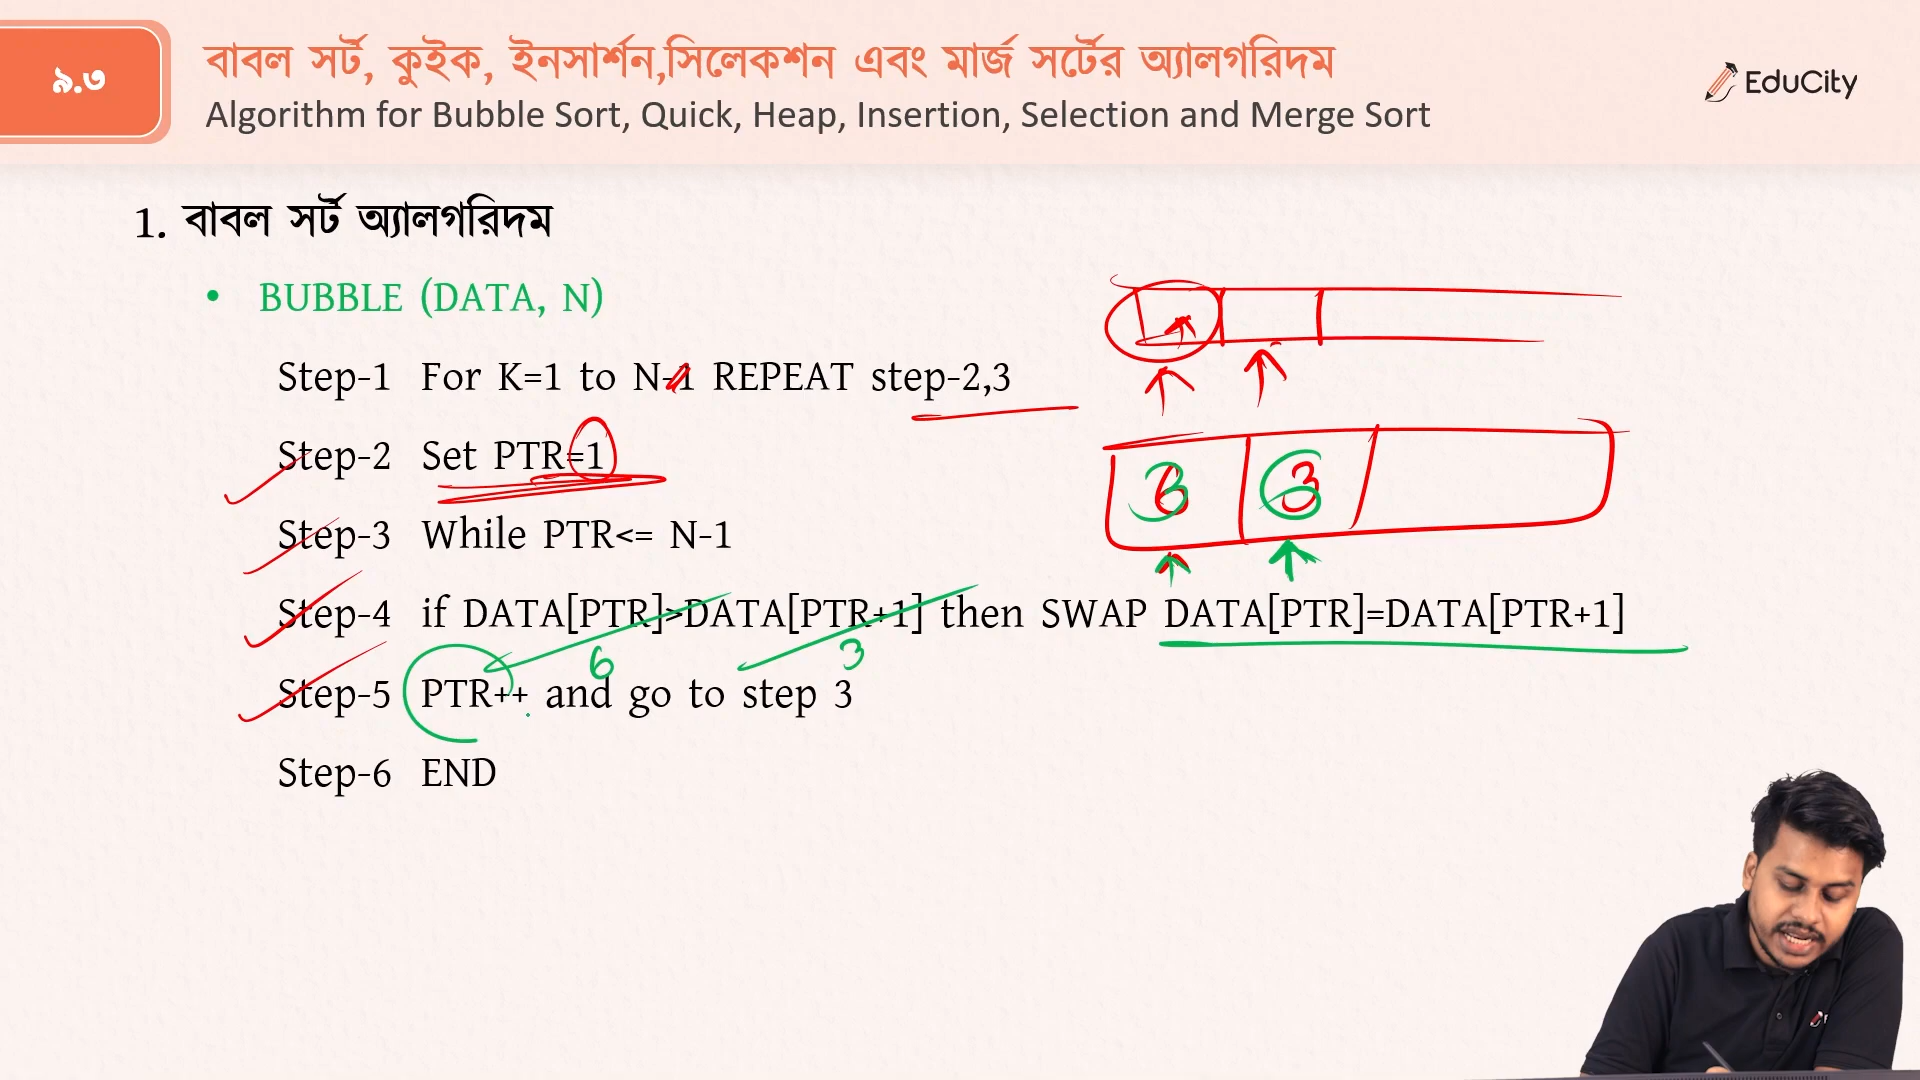 ৯.৩
বাবল সর্ট, কুইক, ইনসার্শন,সিলেকশন এবং মার্জ সর্টের অ্যালগরিদম
Algorithm for Bubble Sort, Quick, Heap, Insertion, Selection and Merge Sort
EduCity
1. বাবল সর্ট অ্যালগরিদম
• BUBBLE (DATA, N)
Step-1 For K=1 to N-1 REPEAT step-2,3
Step-2 Set PTR=1
Step-3 While PTR<= N-1
Step-4 if DATA[PTR]>DATA[PTR+1] then SWAP DATA[PTR]=DATA[PTR+1]
6 3
Step-5 PTR++ and go to step 3
Step-6 END